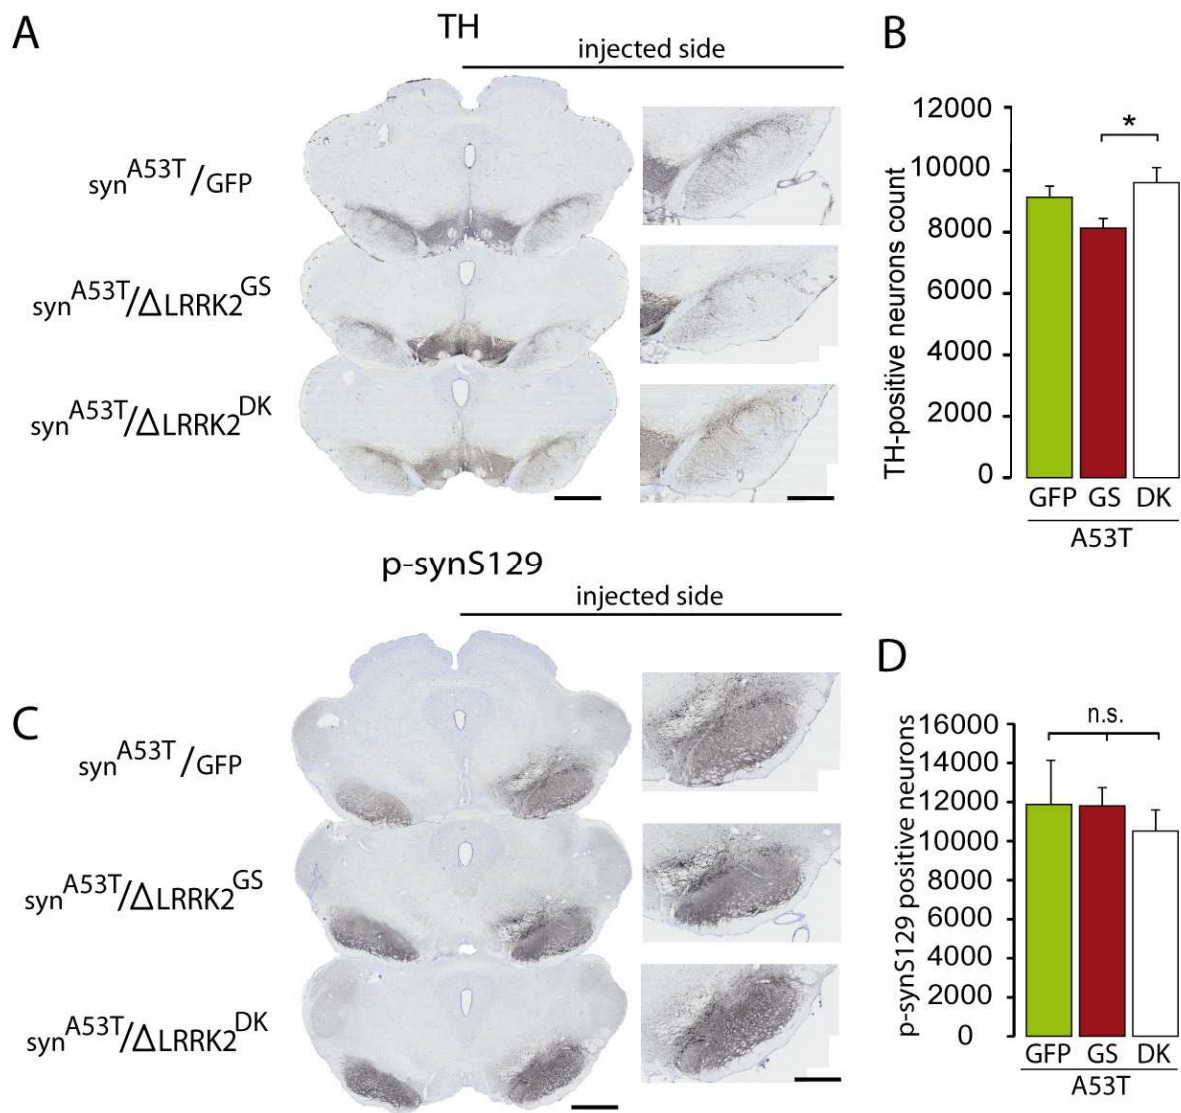 A
TH
injected side
syn^A53T/GFP
syn^A53T/ΔLRRK2^GS
syn^A53T/ΔLRRK2^DK
B
TH-positive neurons count
12000
10000
8000
6000
4000
2000
0
*
GFP GS DK
A53T
p-synS129
injected side
C
syn^A53T/GFP
syn^A53T/ΔLRRK2^GS
syn^A53T/ΔLRRK2^DK
D
p-synS129 positive neurons
16000
14000
12000
10000
8000
6000
4000
2000
0
n.s.
GFP GS DK
A53T